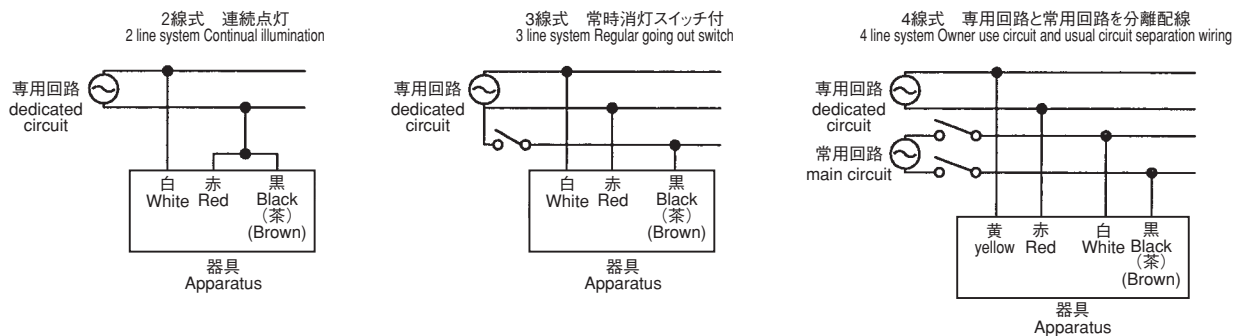 2線式　連続点灯
2 line system Continual illumination
専用回路
dedicated
circuit
白
White
赤
Red
黒
Black
（茶）
(Brown)
器具
Apparatus
3線式　常時消灯スイッチ付
3 line system Regular going out switch
専用回路
dedicated
circuit
白
White
赤
Red
黒
Black
（茶）
(Brown)
器具
Apparatus
4線式　専用回路と常用回路を分離配線
4 line system Owner use circuit and usual circuit separation wiring
専用回路
dedicated
circuit
常用回路
main circuit
黄
yellow
赤
Red
白
White
黒
Black
（茶）
(Brown)
器具
Apparatus